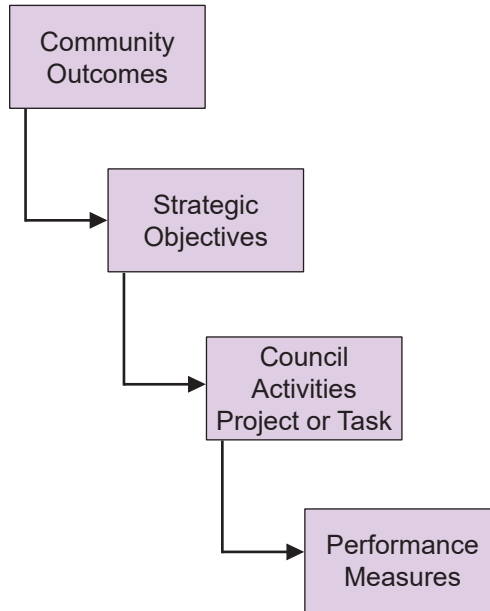 Community
Outcomes
Strategic
Objectives
Council
Activities
Project or Task
Performance
Measures